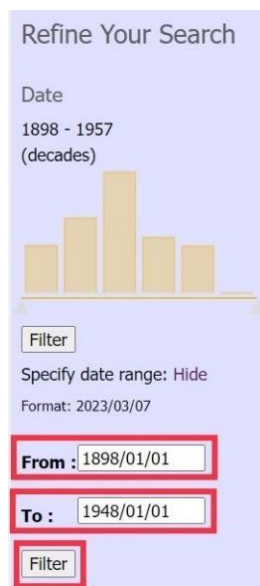 Refine Your Search
Date
1898 - 1957
(decades)
Filter
Specify date range: Hide
Format: 2023/03/07
From : 1898/01/01
To : 1948/01/01
Filter